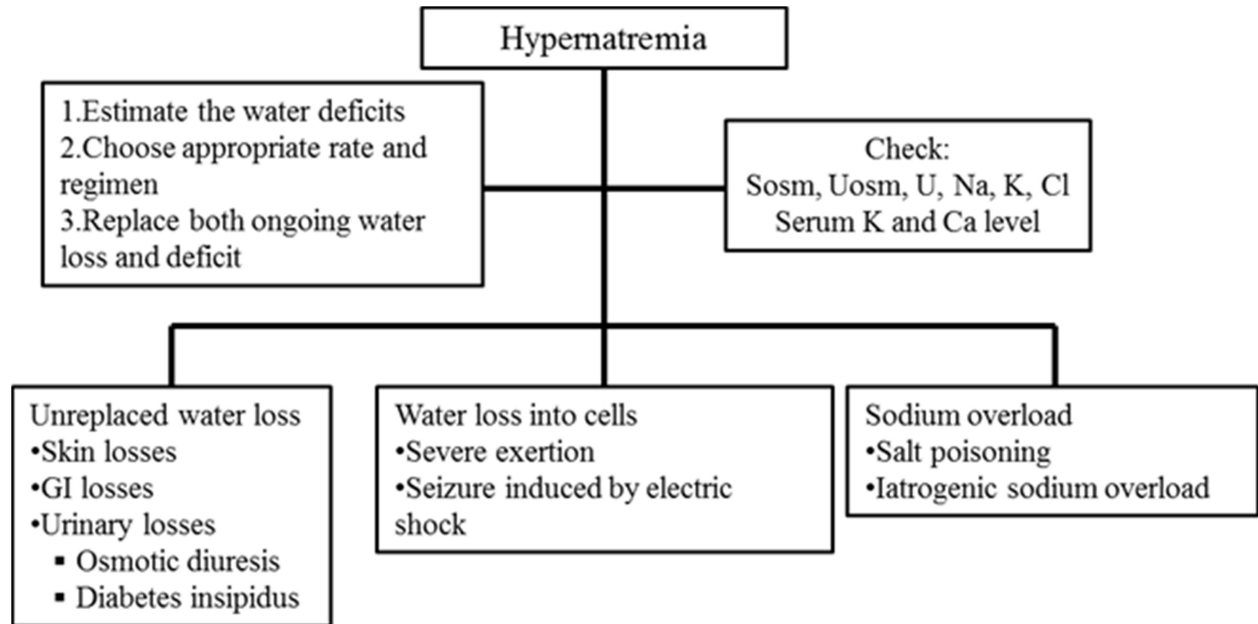 Hypernatremia
1.Estimate the water deficits
2.Choose appropriate rate and
regimen
3.Replace both ongoing water
loss and deficit
Check:
Sosm, Uosm, U, Na, K, Cl
Serum K and Ca level
Unreplaced water loss
•Skin losses
•GI losses
•Urinary losses
▪ Osmotic diuresis
▪ Diabetes insipidus
Water loss into cells
•Severe exertion
•Seizure induced by electric
shock
Sodium overload
•Salt poisoning
•Iatrogenic sodium overload